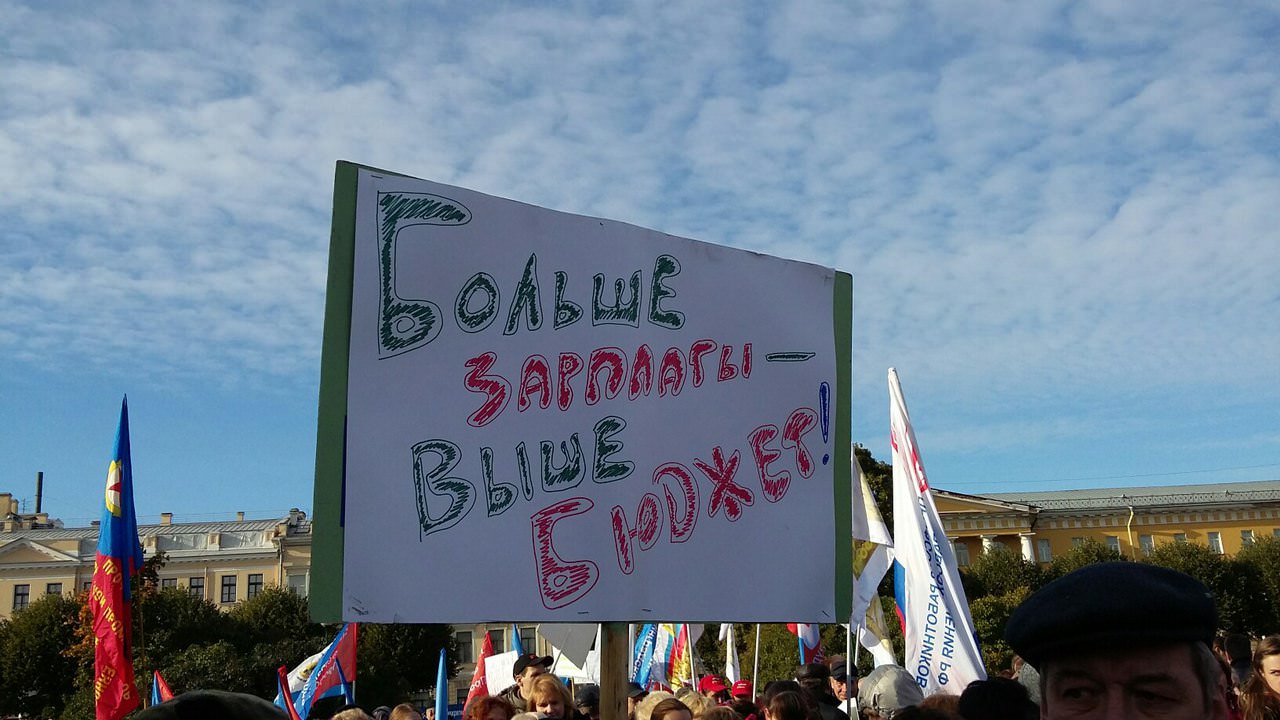 Больше
зарплаты —
выше
бюджет!